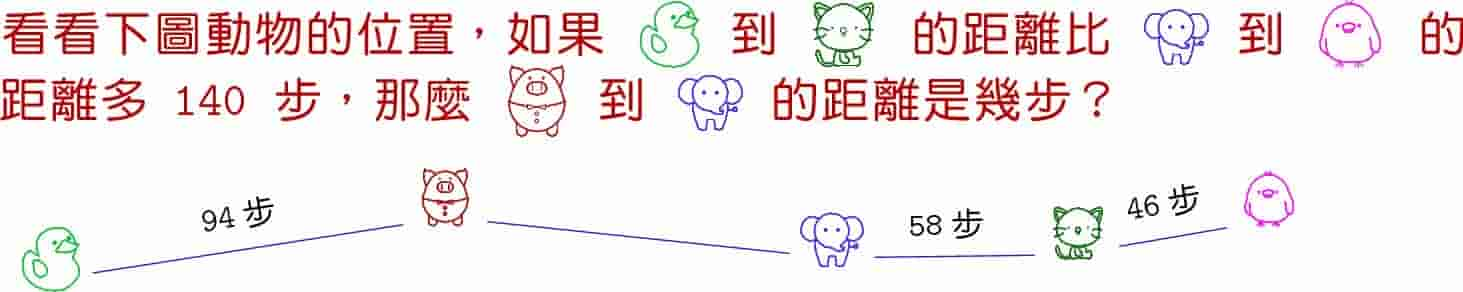 看看下圖動物的位置，如果 到 的距離比 到 的
距離多 140 步，那麼 到 的距離是幾步？
94 步
58 步
46 步